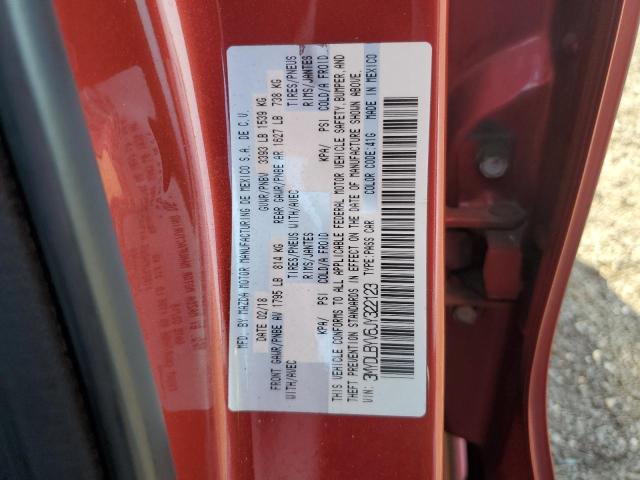 MFD. BY MAZDA MOTOR MANUFACTURING DE MEXICO S.A. DE C.V.
DATE 02/18 GVWR/PNBV 3393 LB 1539 KG
FRONT GAWR/PNBE AV 1795 LB 814 KG REAR GAWR/PNBE AR 1627 LB 738 KG
WITH/AVEC TIRES/PNEUS WITH/AVEC TIRES/PNEUS
RIMS/JANTES RIMS/JANTES
KPA/ PSI COLD/A FROID KPA/ PSI COLD/A FROID
THIS VEHICLE CONFORMS TO ALL APPLICABLE FEDERAL MOTOR VEHICLE SAFETY, BUMPER, AND
THEFT PREVENTION STANDARDS IN EFFECT ON THE DATE OF MANUFACTURE SHOWN ABOVE.
VIN: 3MYDLBYV6JY322123 TYPE:PASS CAR COLOR CODE:41G MADE IN MEXICO